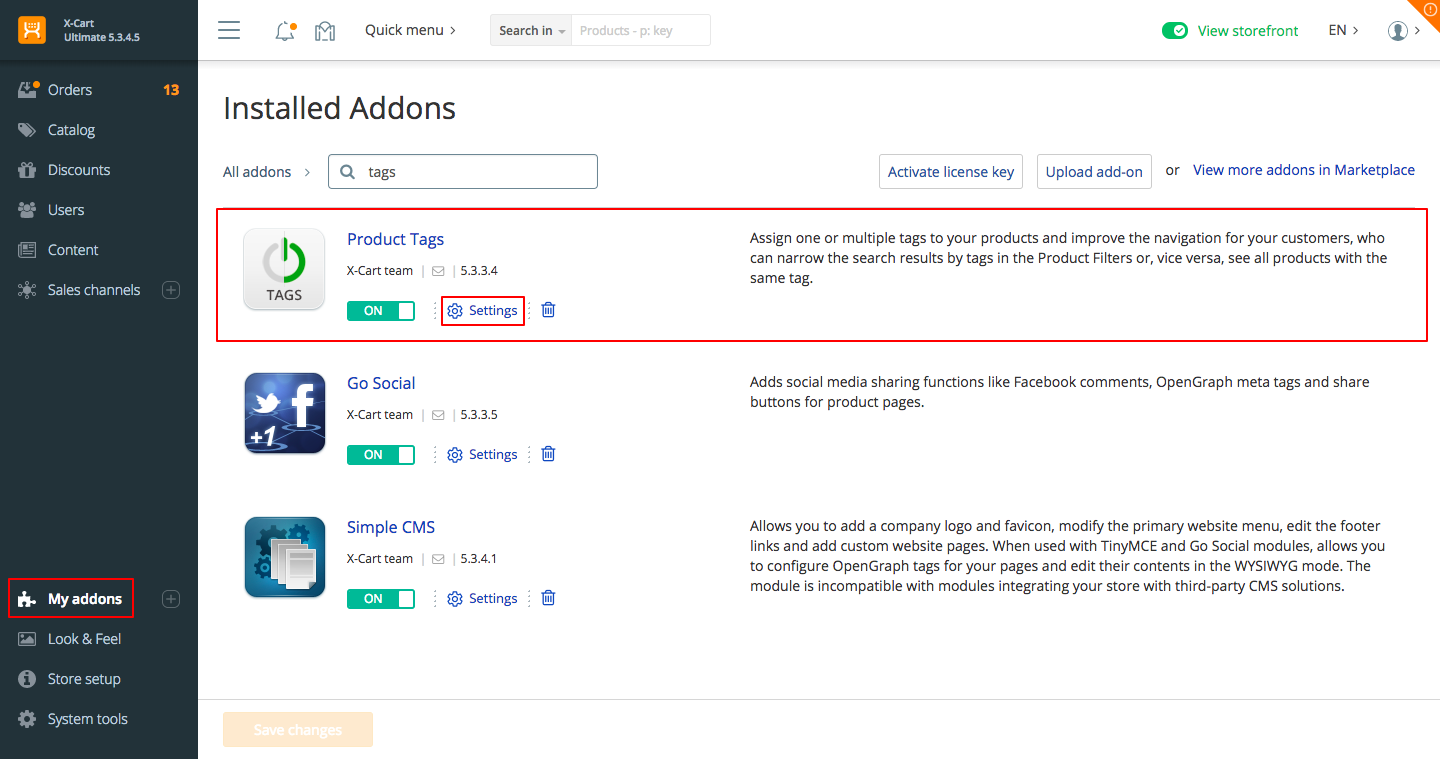 X-Cart
Ultimate 5.3.4.5
Quick menu
Search in
Products - p: key
View storefront
EN
Orders
13
Catalog
Discounts
Users
Content
Sales channels
My addons
Look & Feel
Store setup
System tools
Installed Addons
All addons
tags
Activate license key
Upload add-on
or
View more addons in Marketplace
TAGS
Product Tags
X-Cart team | | 5.3.3.4
ON
Settings
Assign one or multiple tags to your products and improve the navigation for your customers, who
can narrow the search results by tags in the Product Filters or, vice versa, see all products with the
same tag.
f
+1
Go Social
X-Cart team | | 5.3.3.5
ON
Settings
Adds social media sharing functions like Facebook comments, OpenGraph meta tags and share
buttons for product pages.
Simple CMS
X-Cart team | | 5.3.4.1
ON
Settings
Allows you to add a company logo and favicon, modify the primary website menu, edit the footer
links and add custom website pages. When used with TinyMCE and Go Social modules, allows you
to configure OpenGraph tags for your pages and edit their contents in the WYSIWYG mode. The
module is incompatible with modules integrating your store with third-party CMS solutions.
Save changes